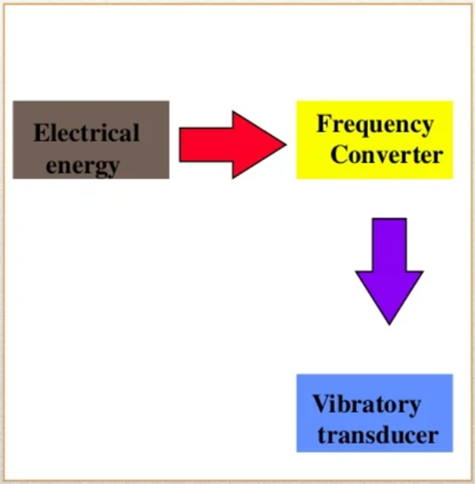 Electrical
energy
Frequency
Converter
Vibratory
transducer